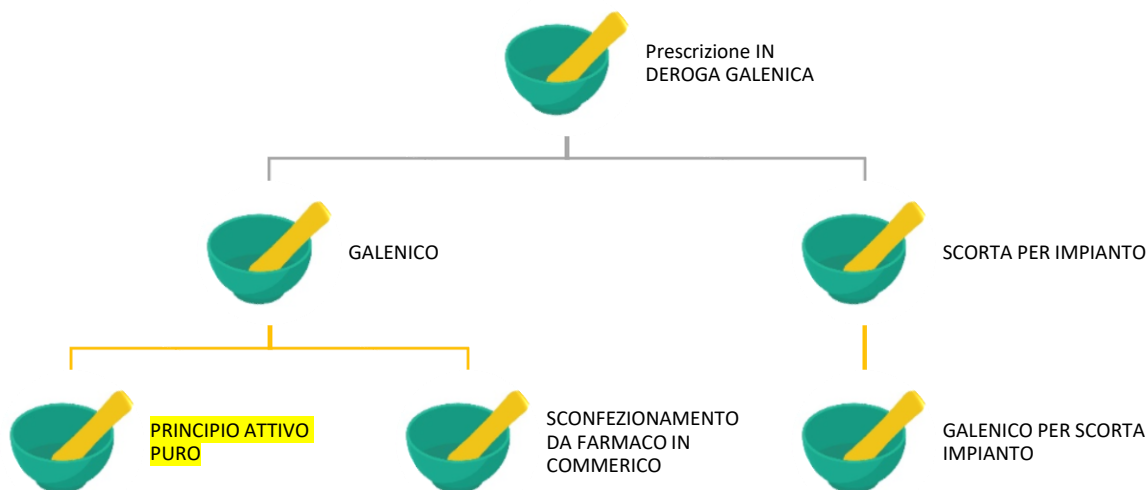 Prescrizione IN
DEROGA GALENICA
GALENICO
SCORTA PER IMPIANTO
PRINCIPIO ATTIVO
PURO
SCONFEZIONAMENTO
DA FARMACO IN
COMMERICO
GALENICO PER SCORTA
IMPIANTO